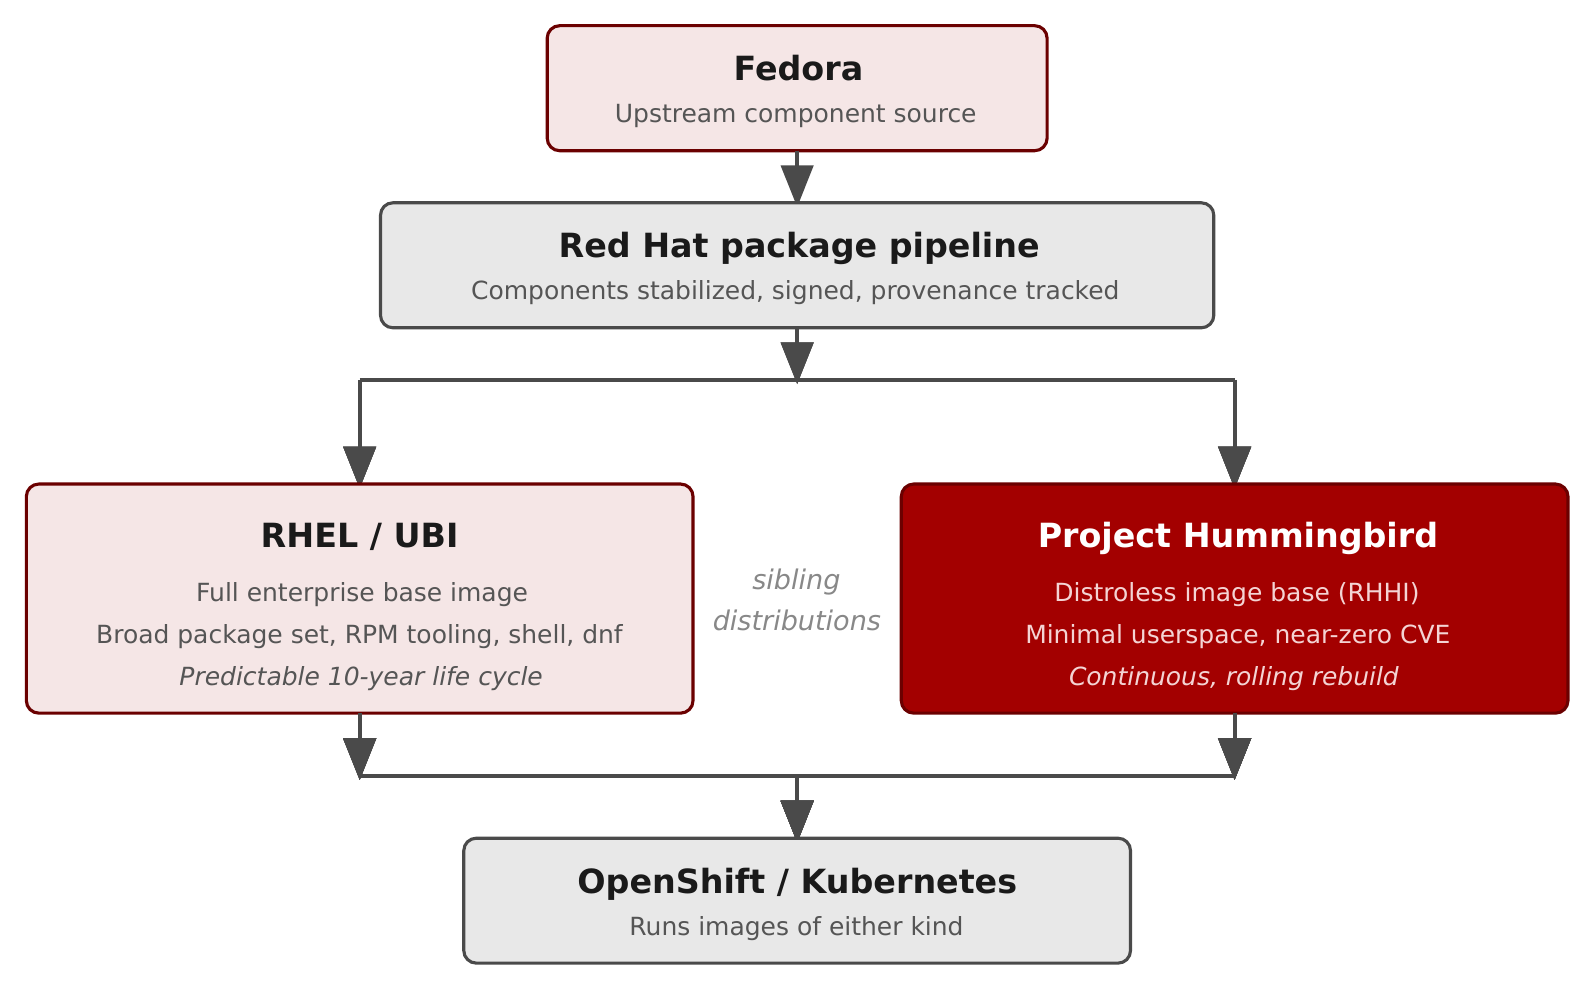 Fedora
Upstream component source
Red Hat package pipeline
Components stabilized, signed, provenance tracked
RHEL / UBI
Full enterprise base image
Broad package set, RPM tooling, shell, dnf
Predictable 10-year life cycle
sibling
distributions
Project Hummingbird
Distroless image base (RHHI)
Minimal userspace, near-zero CVE
Continuous, rolling rebuild
OpenShift / Kubernetes
Runs images of either kind